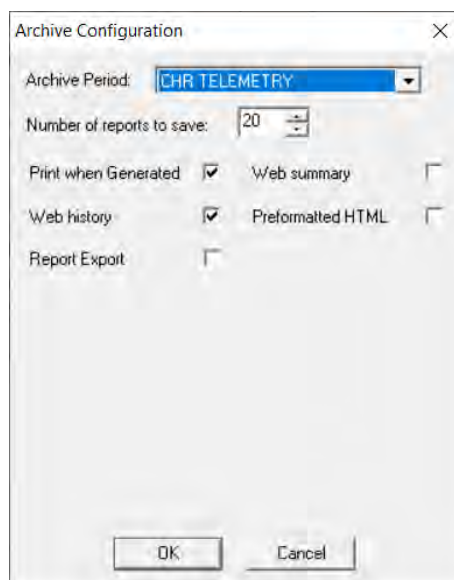 Archive Configuration
Archive Period: CHR TELEMETRY
Number of reports to save: 20
Print when Generated Web summary
Web history Preformatted HTML
Report Export
OK Cancel